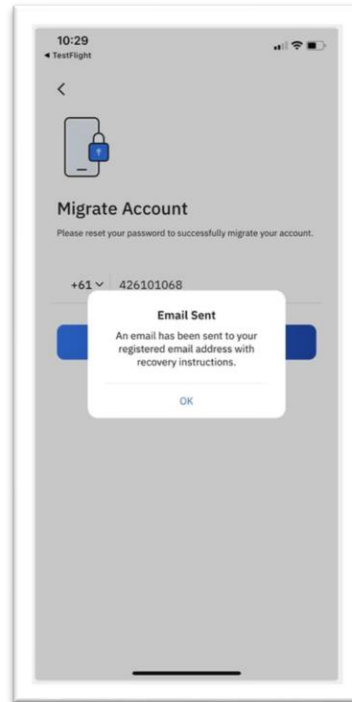 10:29
◀ TestFlight
Migrate Account
Please reset your password to successfully migrate your account.
+61 426101068
Email Sent
An email has been sent to your
registered email address with
recovery instructions.
OK